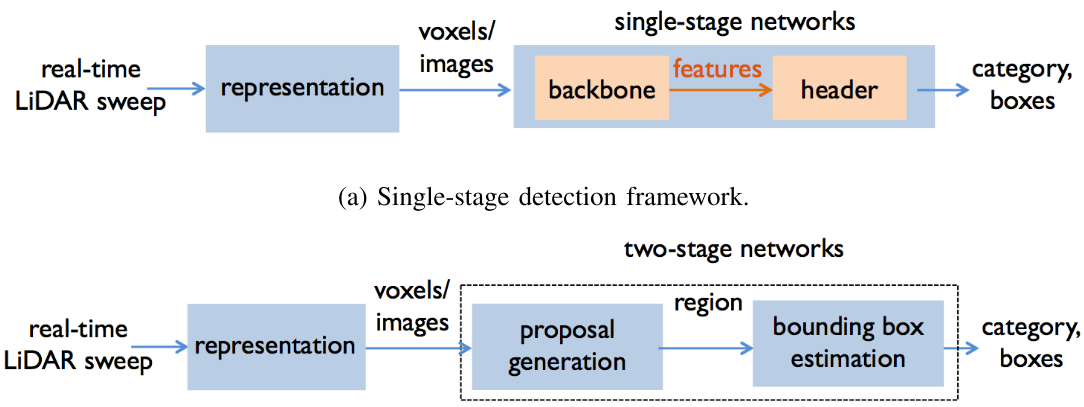 single-stage networks
voxels/
images
real-time
LiDAR sweep
representation
backbone
features
header
category,
boxes
(a) Single-stage detection framework.
two-stage networks
voxels/
images
real-time
LiDAR sweep
representation
proposal
generation
region
bounding box
estimation
category,
boxes